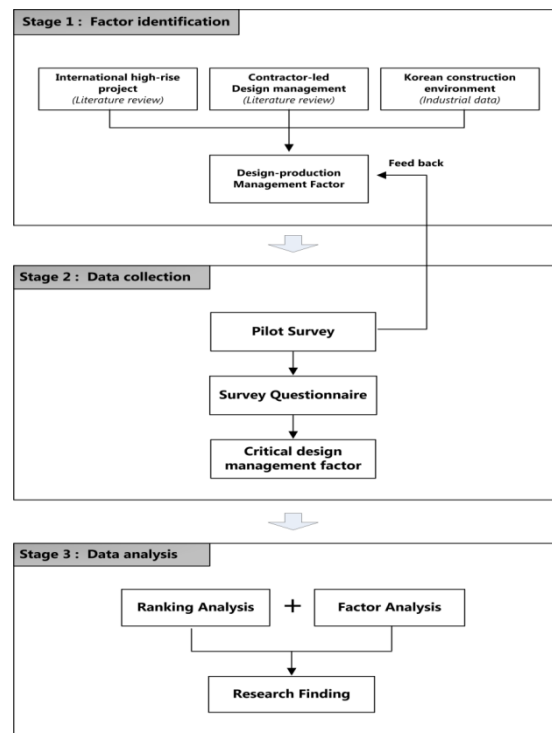 Stage 1 : Factor identification
International high-rise
project
(Literature review)
Contractor-led
Design management
(Literature review)
Korean construction
environment
(Industrial data)
Design-production
Management Factor
Feed back
Stage 2 : Data collection
Pilot Survey
Survey Questionnaire
Critical design
management factor
Stage 3 : Data analysis
Ranking Analysis
+
Factor Analysis
Research Finding